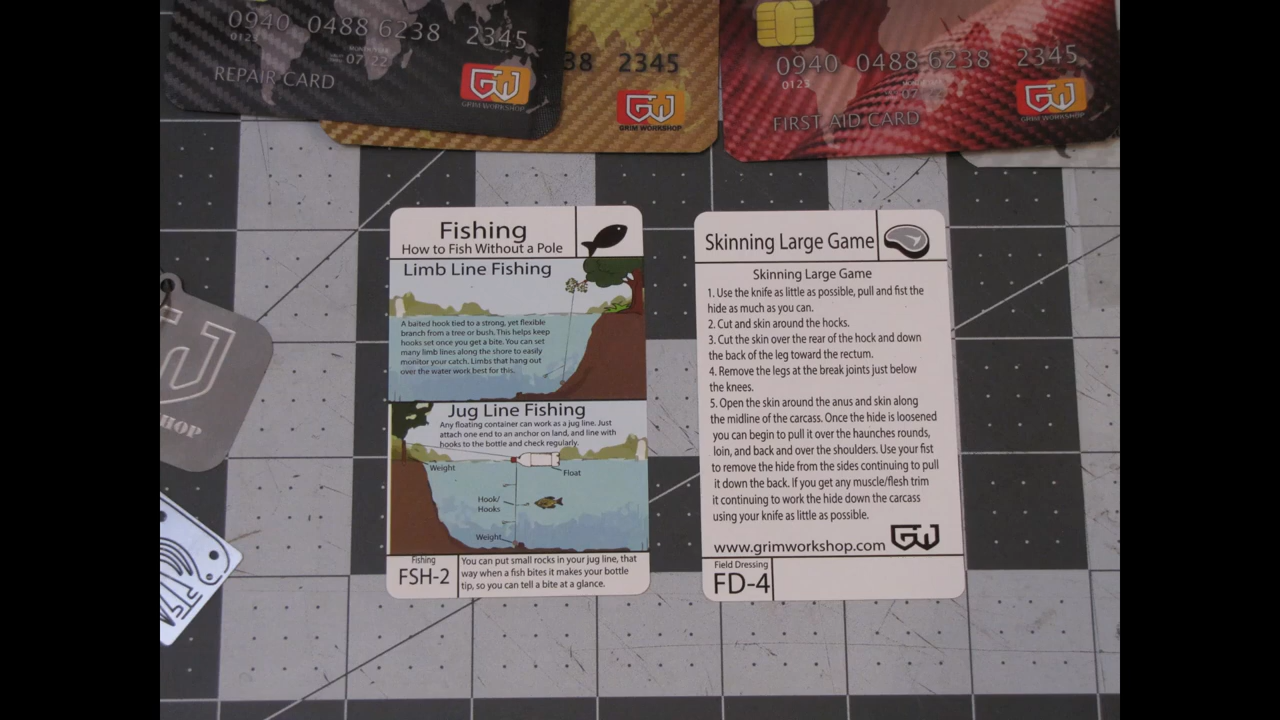 0940 0488 6238 2345
0123
MONTH/YEAR
07/22
REPAIR CARD
GW
GRIM WORKSHOP
38 2345
GW
GRIM WORKSHOP
0940 0488 6238 2345
0123
FIRST AID CARD
GW
GRIM WORKSHOP
HOP
Fishing
How to Fish Without a Pole
Limb Line Fishing
A baited hook tied to a strong, yet flexible
branch from a tree or bush. This helps keep
hooks set once you get a bite. You can set
many limb lines along the shore to easily
monitor your catch. Limbs that hang out
over the water work best for this.
Jug Line Fishing
Any floating container can work as a jug line. Just
attach one end to an anchor on land, and line with
hooks to the bottle and check regularly.
Weight
Float
Hook/
Hooks
Weight
Fishing
FSH-2
You can put small rocks in your jug line, that
way when a fish bites it makes your bottle
tip, so you can tell a bite at a glance.
Skinning Large Game
Skinning Large Game
1. Use the knife as little as possible, pull and fist the
hide as much as you can.
2. Cut and skin around the hocks.
3. Cut the skin over the rear of the hock and down
the back of the leg toward the rectum.
4. Remove the legs at the break joints just below
the knees.
5. Open the skin around the anus and skin along
the midline of the carcass. Once the hide is loosened
you can begin to pull it over the haunches rounds,
loin, and back and over the shoulders. Use your fist
to remove the hide from the sides continuing to pull
it down the back. If you get any muscle/flesh trim
it continuing to work the hide down the carcass
using your knife as little as possible.
www.grimworkshop.com GW
Field Dressing
FD-4